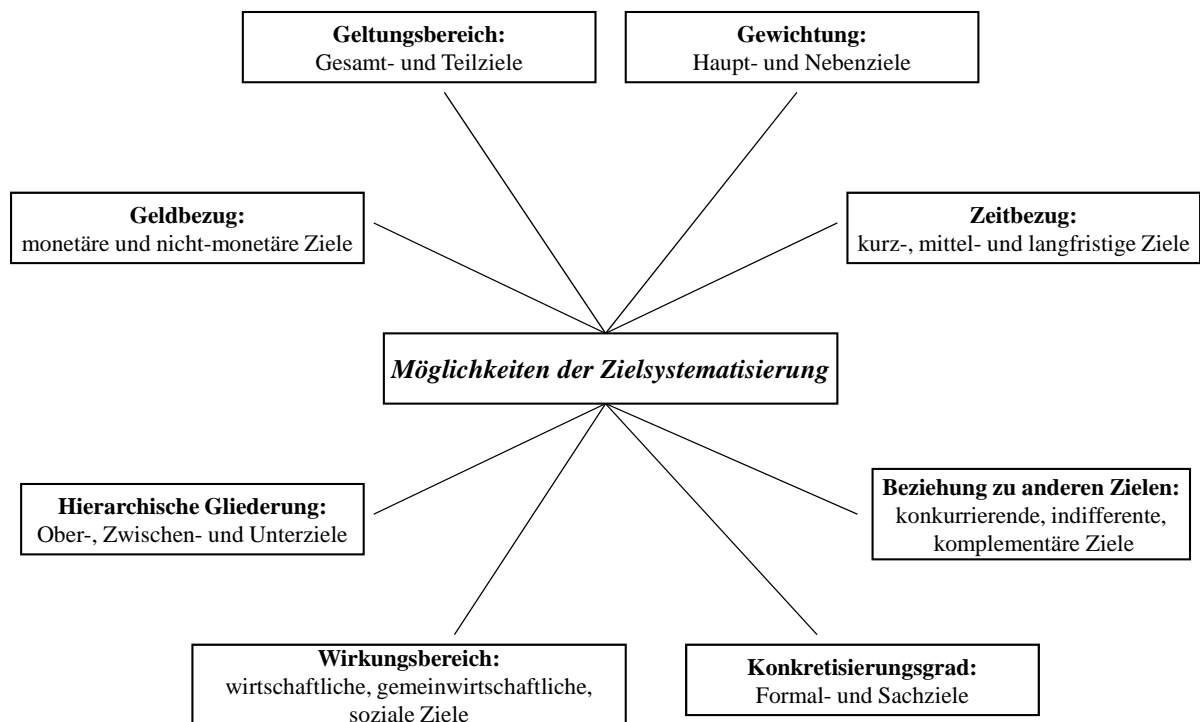 Geltungsbereich:
Gesamt- und Teilziele
Gewichtung:
Haupt- und Nebenziele
Geldbezug:
monetäre und nicht-monetäre Ziele
Zeitbezug:
kurz-, mittel- und langfristige Ziele
Möglichkeiten der Zielsystematisierung
Hierarchische Gliederung:
Ober-, Zwischen- und Unterziele
Beziehung zu anderen Zielen:
konkurrierende, indifferente,
komplementäre Ziele
Wirkungsbereich:
wirtschaftliche, gemeinwirtschaftliche,
soziale Ziele
Konkretisierungsgrad:
Formal- und Sachziele